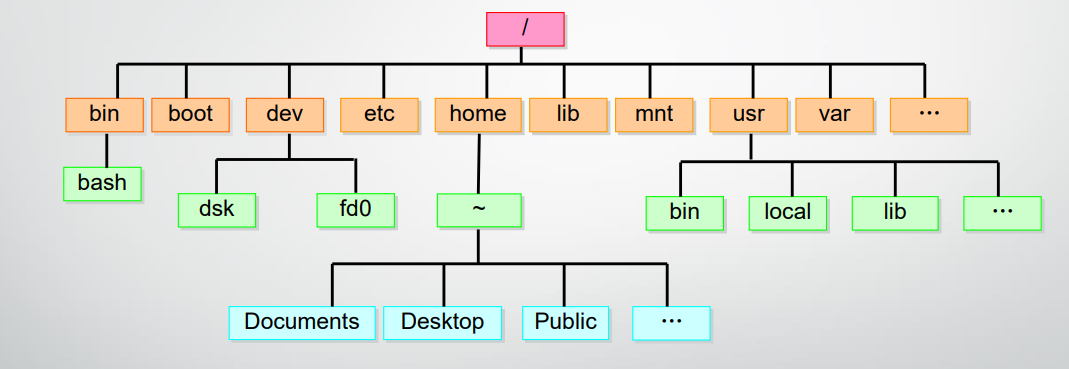 /
bin boot dev etc home lib mnt usr var ...
bash
dsk fd0 ~ bin local lib ...
Documents Desktop Public ...